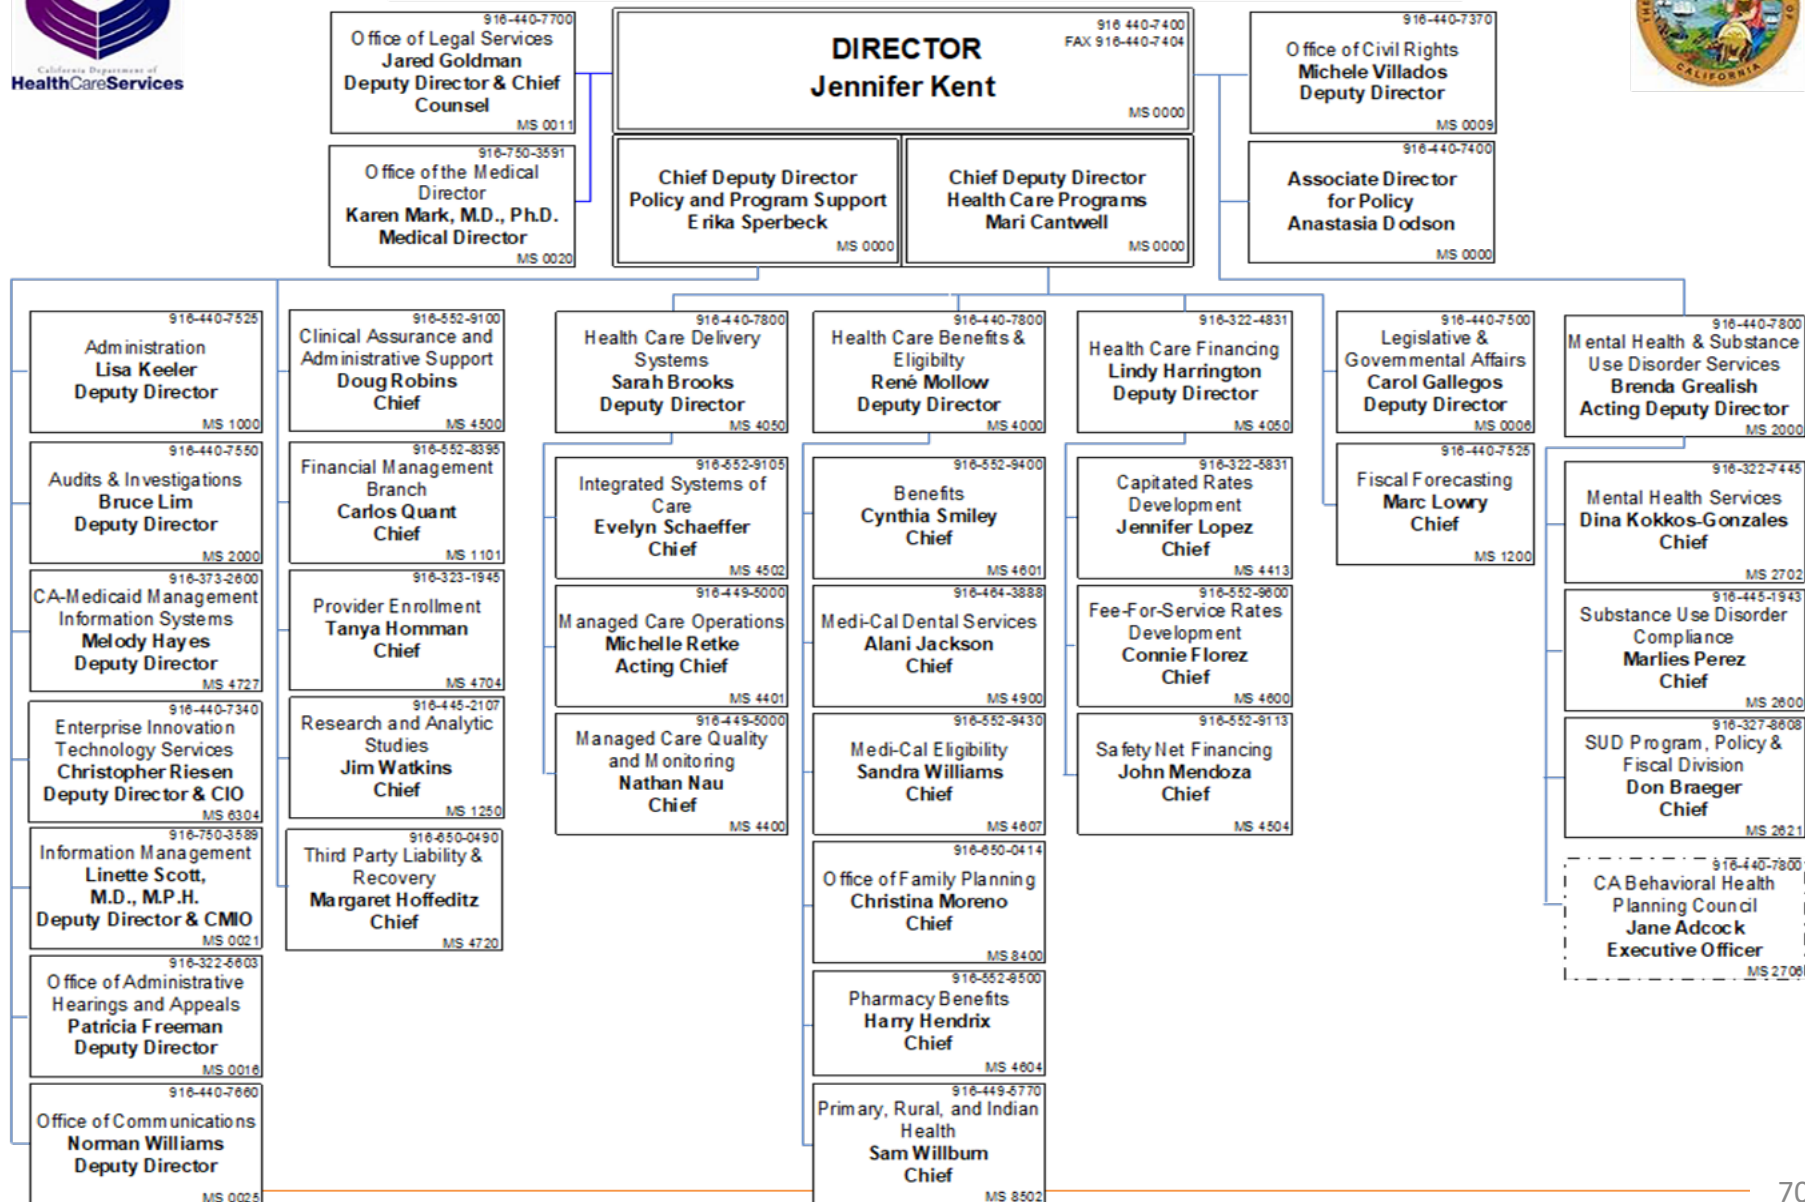 California Department of
HealthCareServices
916-440-7700
Office of Legal Services
Jared Goldman
Deputy Director & Chief
Counsel
MS 0011
916 440-7400
FAX 916-440-7404
DIRECTOR
Jennifer Kent
MS 0000
916-440-7370
Office of Civil Rights
Michele Villados
Deputy Director
MS 0009
THE
OF
CALIFORNIA
916-750-3591
Office of the Medical
Director
Karen Mark, M.D., Ph.D.
Medical Director
MS 0020
Chief Deputy Director
Policy and Program Support
Erika Sperbeck
MS 0000
Chief Deputy Director
Health Care Programs
Mari Cantwell
MS 0000
916-440-7400
Associate Director
for Policy
Anastasia Dodson
MS 0000
916-440-7525
Administration
Lisa Keeler
Deputy Director
MS 1000
916-440-7550
Audits & Investigations
Bruce Lim
Deputy Director
MS 2000
916-373-2600
CA-Medicaid Management
Information Systems
Melody Hayes
Deputy Director
MS 4727
916-440-7340
Enterprise Innovation
Technology Services
Christopher Riesen
Deputy Director & CIO
MS 6304
916-750-3589
Information Management
Linette Scott,
M.D., M.P.H.
Deputy Director & CMIO
MS 0021
916-322-5603
Office of Administrative
Hearings and Appeals
Patricia Freeman
Deputy Director
MS 0016
916-440-7660
Office of Communications
Norman Williams
Deputy Director
MS 0025
916-552-9100
Clinical Assurance and
Administrative Support
Doug Robins
Chief
MS 4500
916-552-8395
Financial Management
Branch
Carlos Quant
Chief
MS 1101
916-323-1945
Provider Enrollment
Tanya Homman
Chief
MS 4704
916-445-2107
Research and Analytic
Studies
Jim Watkins
Chief
MS 1250
916-650-0490
Third Party Liability &
Recovery
Margaret Hoffeditz
Chief
MS 4720
916-440-7800
Health Care Delivery
Systems
Sarah Brooks
Deputy Director
MS 4050
916-552-9105
Integrated Systems of
Care
Evelyn Schaeffer
Chief
MS 4502
916-449-5000
Managed Care Operations
Michelle Retke
Acting Chief
MS 4401
916-449-5000
Managed Care Quality
and Monitoring
Nathan Nau
Chief
MS 4400
916-440-7800
Health Care Benefits &
Eligibilty
René Mollow
Deputy Director
MS 4000
916-552-9400
Benefits
Cynthia Smiley
Chief
MS 4601
916-464-3888
Medi-Cal Dental Services
Alani Jackson
Chief
MS 4900
916-552-9430
Medi-Cal Eligibility
Sandra Williams
Chief
MS 4607
916-650-0414
Office of Family Planning
Christina Moreno
Chief
MS 8400
916-552-9500
Pharmacy Benefits
Harry Hendrix
Chief
MS 4604
916-449-5770
Primary, Rural, and Indian
Health
Sam Willburn
Chief
MS 8502
916-322-4831
Health Care Financing
Lindy Harrington
Deputy Director
MS 4050
916-322-5831
Capitated Rates
Development
Jennifer Lopez
Chief
MS 4413
916-552-9600
Fee-For-Service Rates
Development
Connie Florez
Chief
MS 4600
916-552-9113
Safety Net Financing
John Mendoza
Chief
MS 4504
916-440-7500
Legislative &
Governmental Affairs
Carol Gallegos
Deputy Director
MS 0006
916-440-7525
Fiscal Forecasting
Marc Lowry
Chief
MS 1200
916-440-7800
Mental Health & Substance
Use Disorder Services
Brenda Grealish
Acting Deputy Director
MS 2000
916-322-7445
Mental Health Services
Dina Kokkos-Gonzales
Chief
MS 2702
916-445-1943
Substance Use Disorder
Compliance
Marlies Perez
Chief
MS 2600
916-327-8608
SUD Program, Policy &
Fiscal Division
Don Braeger
Chief
MS 2621
916-440-7800
CA Behavioral Health
Planning Council
Jane Adcock
Executive Officer
MS 2706
70